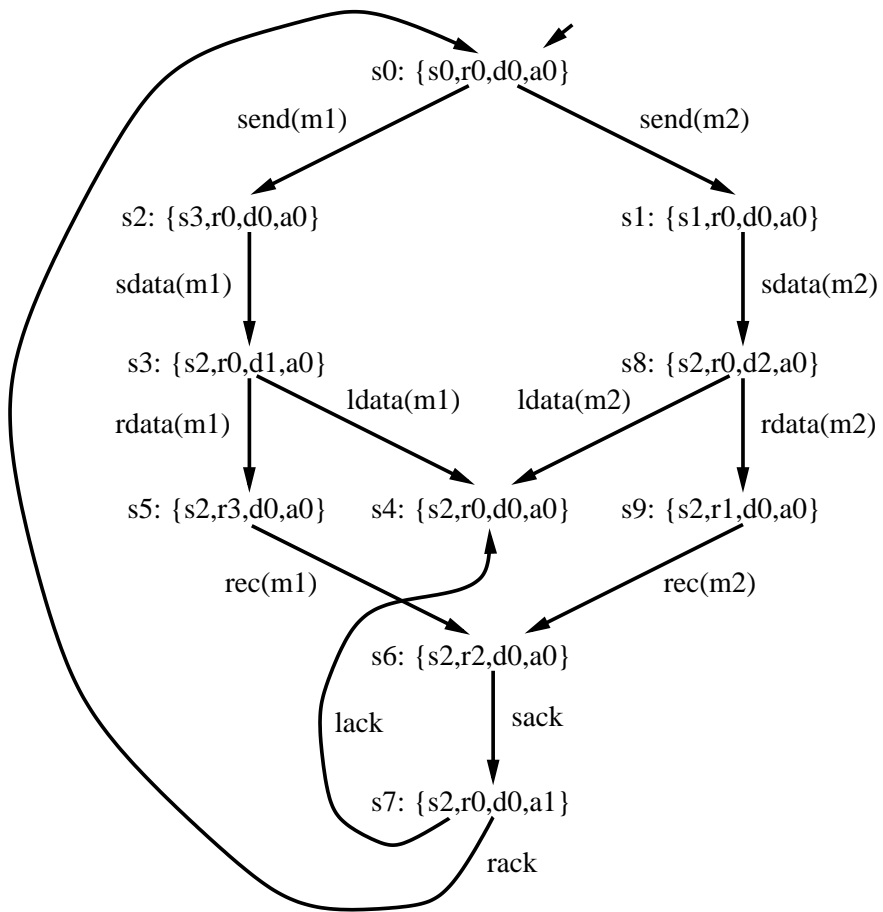 s0: {s0,r0,d0,a0}
send(m1) send(m2)
s2: {s3,r0,d0,a0} s1: {s1,r0,d0,a0}
sdata(m1) sdata(m2)
s3: {s2,r0,d1,a0} s8: {s2,r0,d2,a0}
ldata(m1) ldata(m2)
rdata(m1) rdata(m2)
s5: {s2,r3,d0,a0} s4: {s2,r0,d0,a0} s9: {s2,r1,d0,a0}
rec(m1) rec(m2)
s6: {s2,r2,d0,a0}
lack sack
s7: {s2,r0,d0,a1}
rack